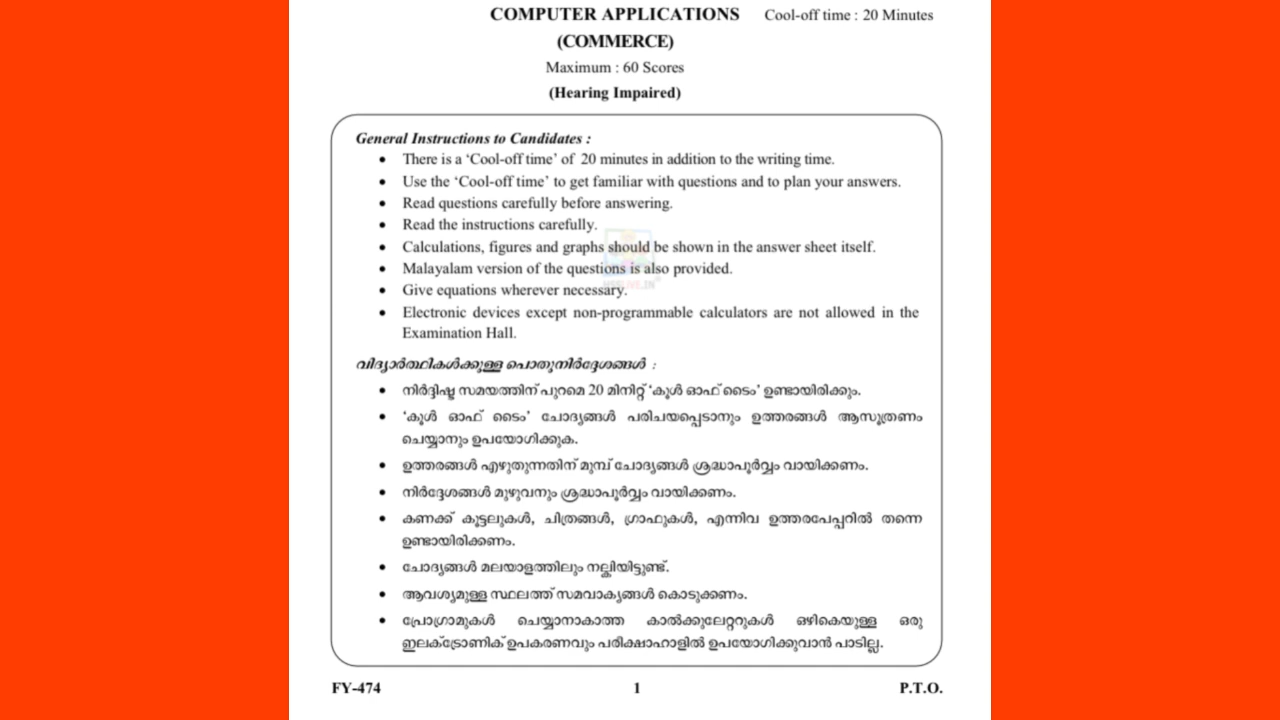 COMPUTER APPLICATIONS Cool-off time : 20 Minutes
(COMMERCE)
Maximum : 60 Scores
(Hearing Impaired)
General Instructions to Candidates :
• There is a ‘Cool-off time’ of 20 minutes in addition to the writing time.
• Use the ‘Cool-off time’ to get familiar with questions and to plan your answers.
• Read questions carefully before answering.
• Read the instructions carefully.
• Calculations, figures and graphs should be shown in the answer sheet itself.
• Malayalam version of the questions is also provided.
• Give equations wherever necessary.
• Electronic devices except non-programmable calculators are not allowed in the
Examination Hall.
വിദ്യാർത്ഥികൾക്കുള്ള പൊതുനിർദ്ദേശങ്ങൾ :
• നിർദ്ദിഷ്ട സമയത്തിന് പുറമെ 20 മിനിറ്റ് ‘കൂൾ ഓഫ് ടൈം’ ഉണ്ടായിരിക്കും.
• ‘കൂൾ ഓഫ് ടൈം’ ചോദ്യങ്ങൾ പരിചയപ്പെടാനും ഉത്തരങ്ങൾ ആസൂത്രണം
ചെയ്യാനും ഉപയോഗിക്കുക.
• ഉത്തരങ്ങൾ എഴുതുന്നതിന് മുമ്പ് ചോദ്യങ്ങൾ ശ്രദ്ധാപൂർവ്വം വായിക്കണം.
• നിർദ്ദേശങ്ങൾ മുഴുവനും ശ്രദ്ധാപൂർവ്വം വായിക്കണം.
• കണക്ക് കൂട്ടലുകൾ, ചിത്രങ്ങൾ, ഗ്രാഫുകൾ, എന്നിവ ഉത്തരപേപ്പറിൽ തന്നെ
ഉണ്ടായിരിക്കണം.
• ചോദ്യങ്ങൾ മലയാളത്തിലും നല്കിയിട്ടുണ്ട്.
• ആവശ്യമുള്ള സ്ഥലത്ത് സമവാക്യങ്ങൾ കൊടുക്കണം.
• പ്രോഗ്രാമുകൾ ചെയ്യാനാകാത്ത കാൽക്കുലേറ്ററുകൾ ഒഴികെയുള്ള ഒരു
ഇലക്ട്രോണിക് ഉപകരണവും പരീക്ഷാഹാളിൽ ഉപയോഗിക്കുവാൻ പാടില്ല.
FY-474 1 P.T.O.